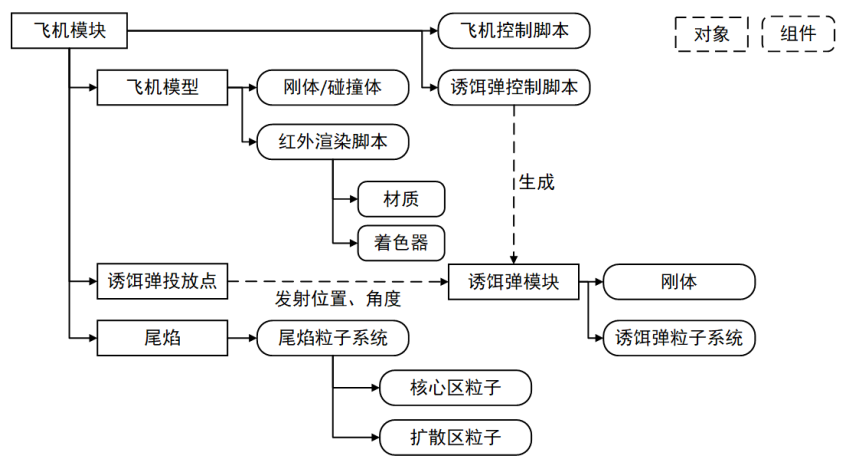 飞机模块
飞机控制脚本
对象
组件
飞机模型
刚体/碰撞体
诱饵弹控制脚本
红外渲染脚本
生成
材质
着色器
诱饵弹投放点
发射位置、角度
诱饵弹模块
刚体
尾焰
尾焰粒子系统
诱饵弹粒子系统
核心区粒子
扩散区粒子